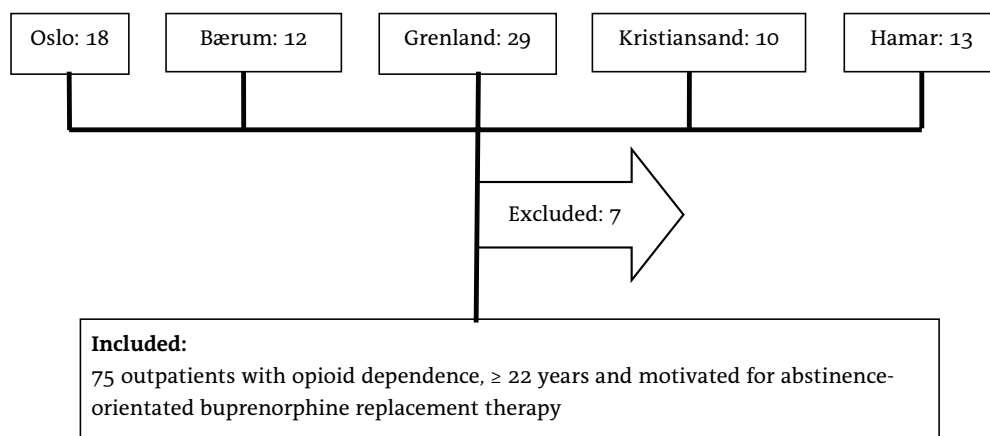 Oslo: 18
Bærum: 12
Grenland: 29
Kristiansand: 10
Hamar: 13
Excluded: 7
Included:
75 outpatients with opioid dependence, ≥ 22 years and motivated for abstinence-
orientated buprenorphine replacement therapy